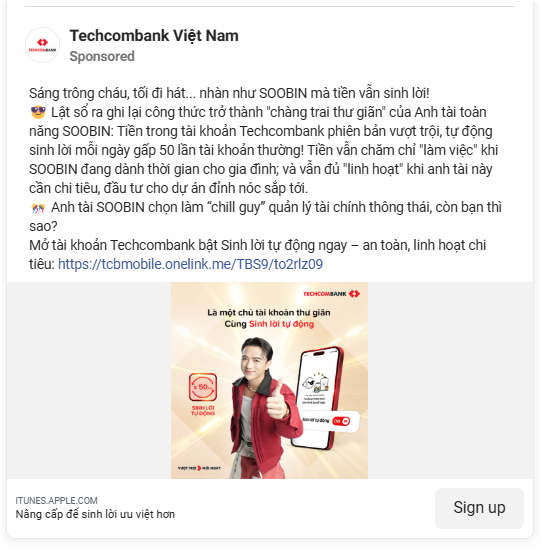 Techcombank Việt Nam
Sponsored
TECHCOMBANK
Sáng trông cháu, tối đi hát... nhàn như SOOBIN mà tiền vẫn sinh lời!
😎 Lật sổ ra ghi lại công thức trở thành "chàng trai thư giãn" của Anh tài toàn
năng SOOBIN: Tiền trong tài khoản Techcombank phiên bản vượt trội, tự động
sinh lời mỗi ngày gấp 50 lần tài khoản thường! Tiền vẫn chăm chỉ "làm việc" khi
SOOBIN đang dành thời gian cho gia đình; và vẫn đủ "linh hoạt" khi anh tài này
cần chi tiêu, đầu tư cho dự án đỉnh nóc sắp tới.
🎊 Anh tài SOOBIN chọn làm “chill guy” quản lý tài chính thông thái, còn bạn thì
sao?
Mở tài khoản Techcombank bật Sinh lời tự động ngay – an toàn, linh hoạt chi
tiêu: https://tcbmobile.onelink.me/TBS9/to2rlz09
TECHCOMBANK
Là một chủ tài khoản thư giãn
Cùng Sinh lời tự động
x 50
SINH LỜI
TỰ ĐỘNG
Sinh lời tự động
VƯỢT TRỘI MỖI NGÀY
ITUNES.APPLE.COM
Nâng cấp để sinh lời ưu việt hơn
Sign up